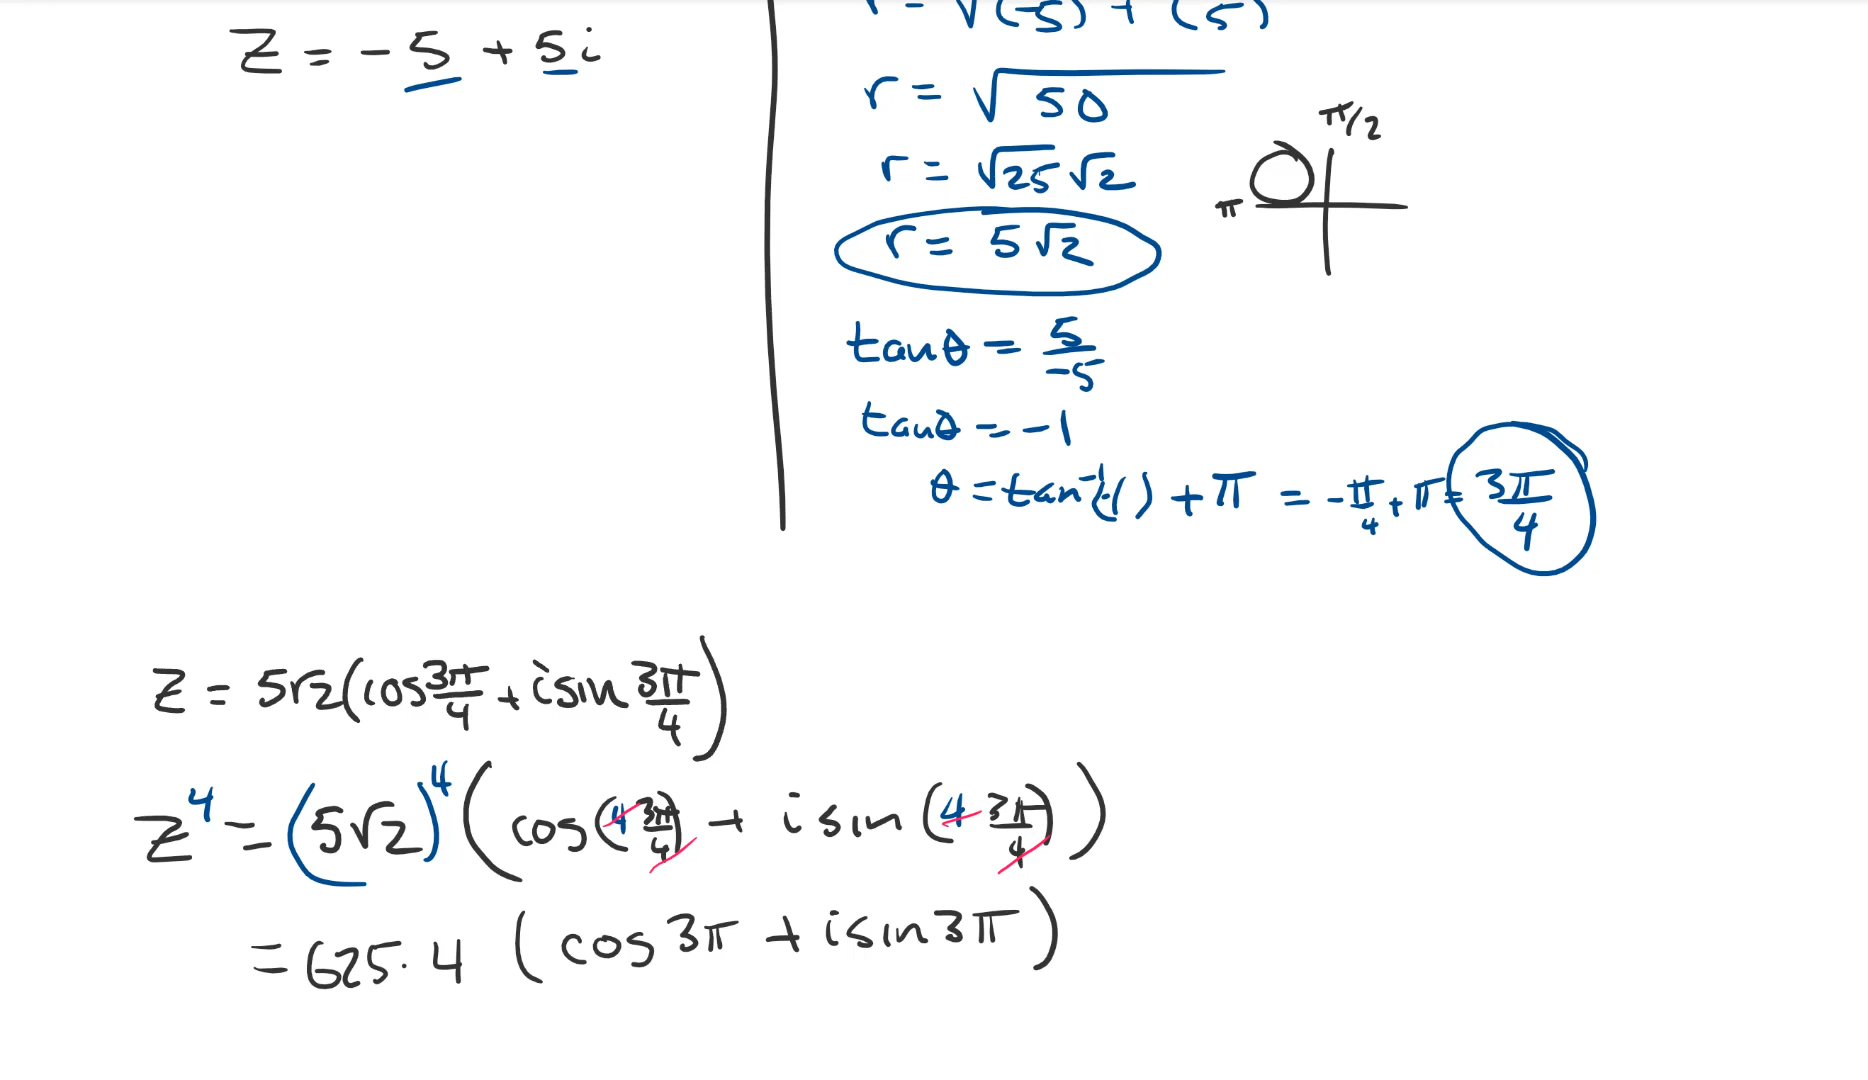 z = -5 + 5i
r = √(-5) + (5)
r = √50
r = √25 √2
r = 5√2
π/2
π
tanθ = 5/-5
tanθ = -1
θ = tan⁻¹(-1) + π = -π/4 + π = 3π/4
z = 5√2(cos 3π/4 + i sin 3π/4)
z⁴ = (5√2)⁴ (cos(4 3π/4) + i sin(4 3π/4))
= 625·4 (cos 3π + i sin 3π)